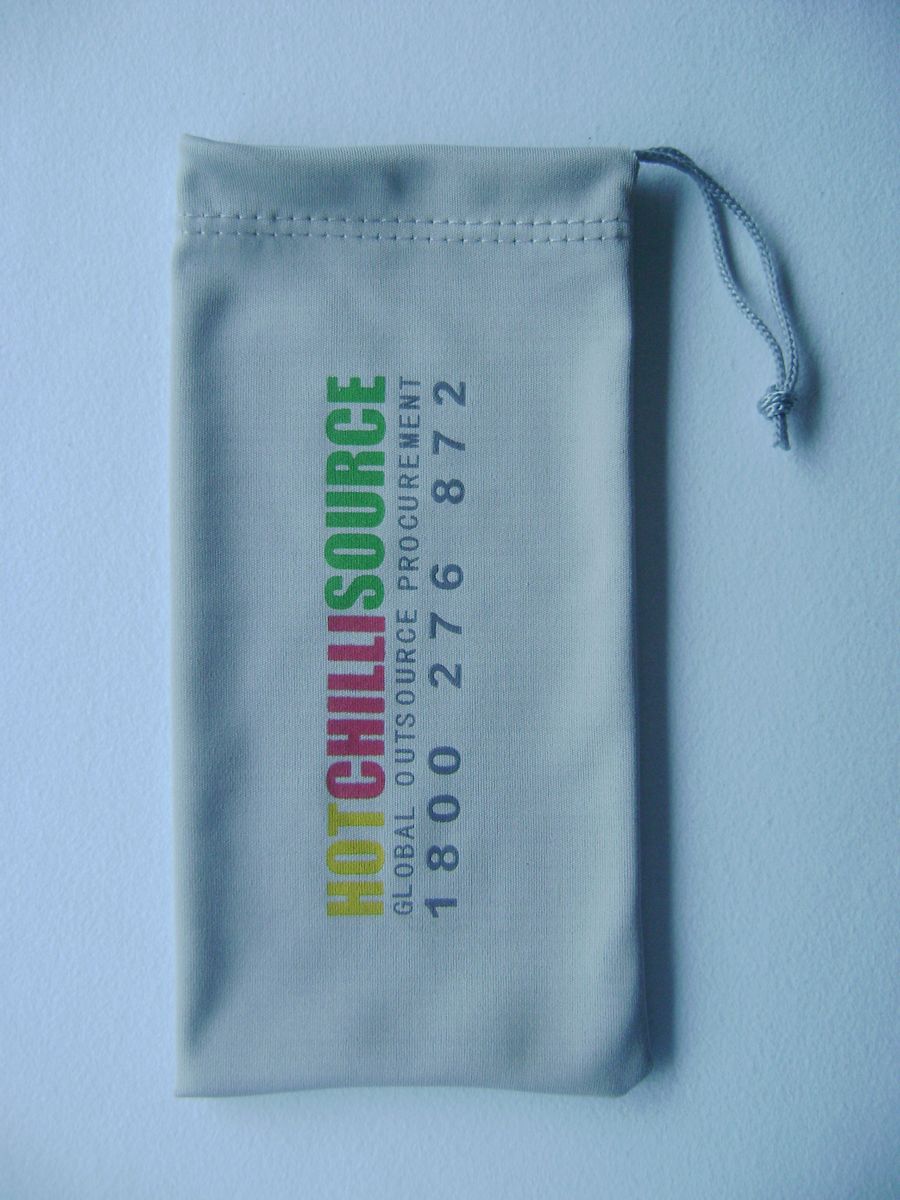 HOTCHILLISOURCE
GLOBAL OUTSOURCE PROCUREMENT
1800 276 872